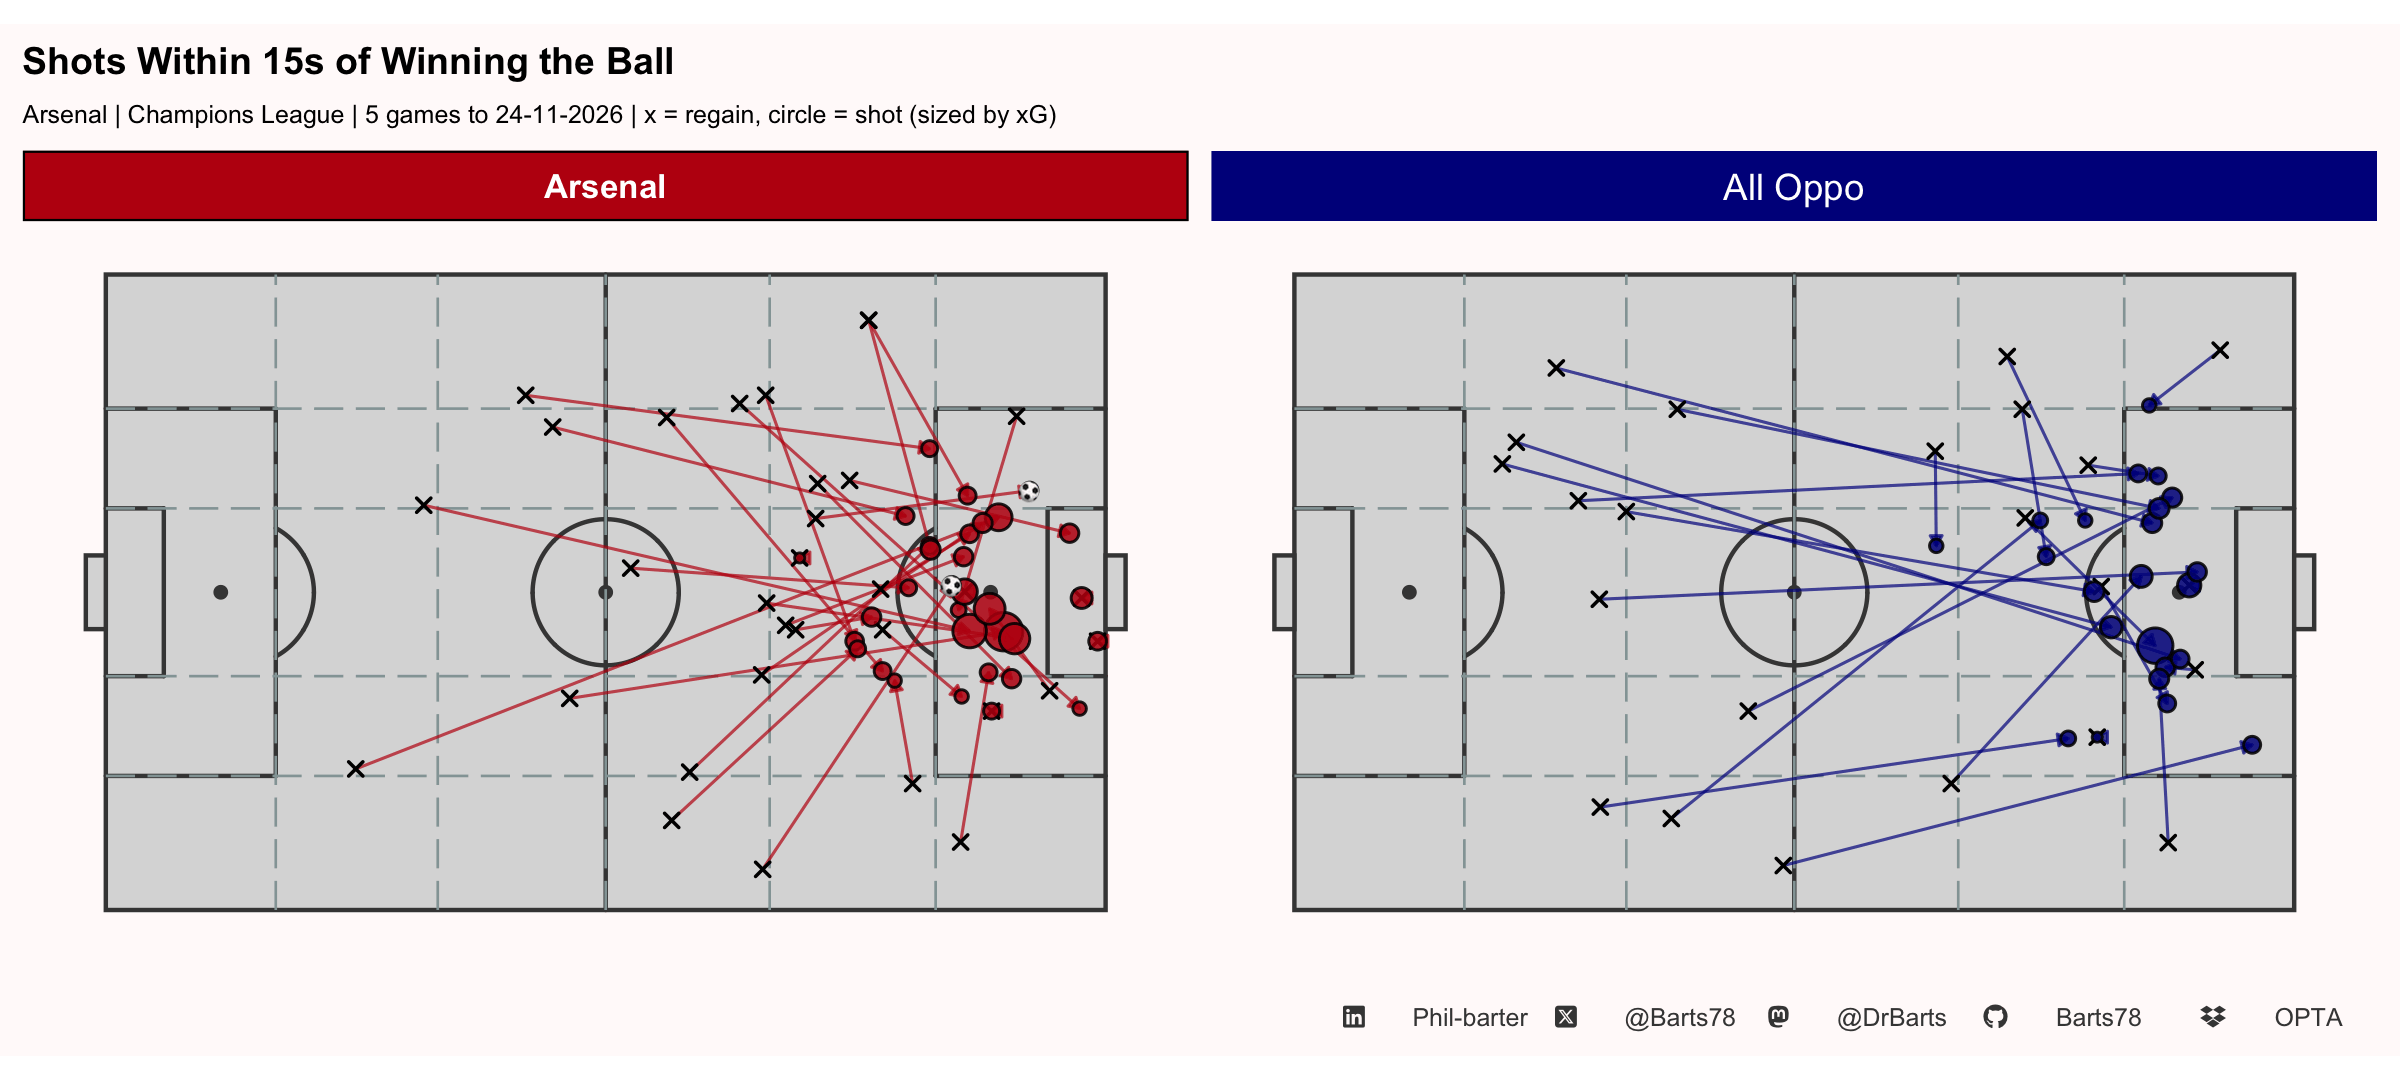 Shots Within 15s of Winning the Ball
Arsenal | Champions League | 5 games to 24-11-2026 | x = regain, circle = shot (sized by xG)
Arsenal
All Oppo
Phil-barter @Barts78 @DrBarts Barts78 OPTA